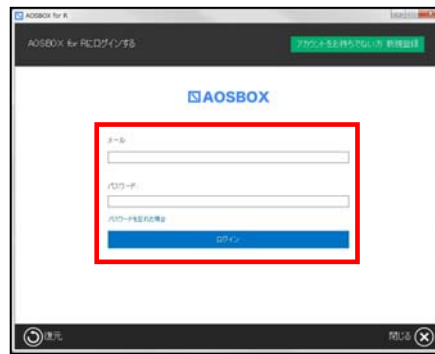 AOSBOX for R
AOSBOX for Rにログインする
アカウントをお持ちでない方 新規登録
AOSBOX
メール
パスワード
パスワードを忘れた場合
ログイン
復元
閉じる